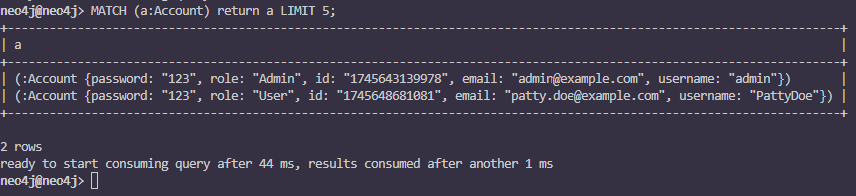 neo4j@neo4j> MATCH (a:Account) return a LIMIT 5;
+---------------------------------------------------------------------------------------------------------------------+
| a                                                                                                                   |
+---------------------------------------------------------------------------------------------------------------------+
| (:Account {password: "123", role: "Admin", id: "1745643139978", email: "admin@example.com", username: "admin"})       |
| (:Account {password: "123", role: "User", id: "1745648681081", email: "patty.doe@example.com", username: "PattyDoe"}) |
+---------------------------------------------------------------------------------------------------------------------+
2 rows
ready to start consuming query after 44 ms, results consumed after another 1 ms
neo4j@neo4j>